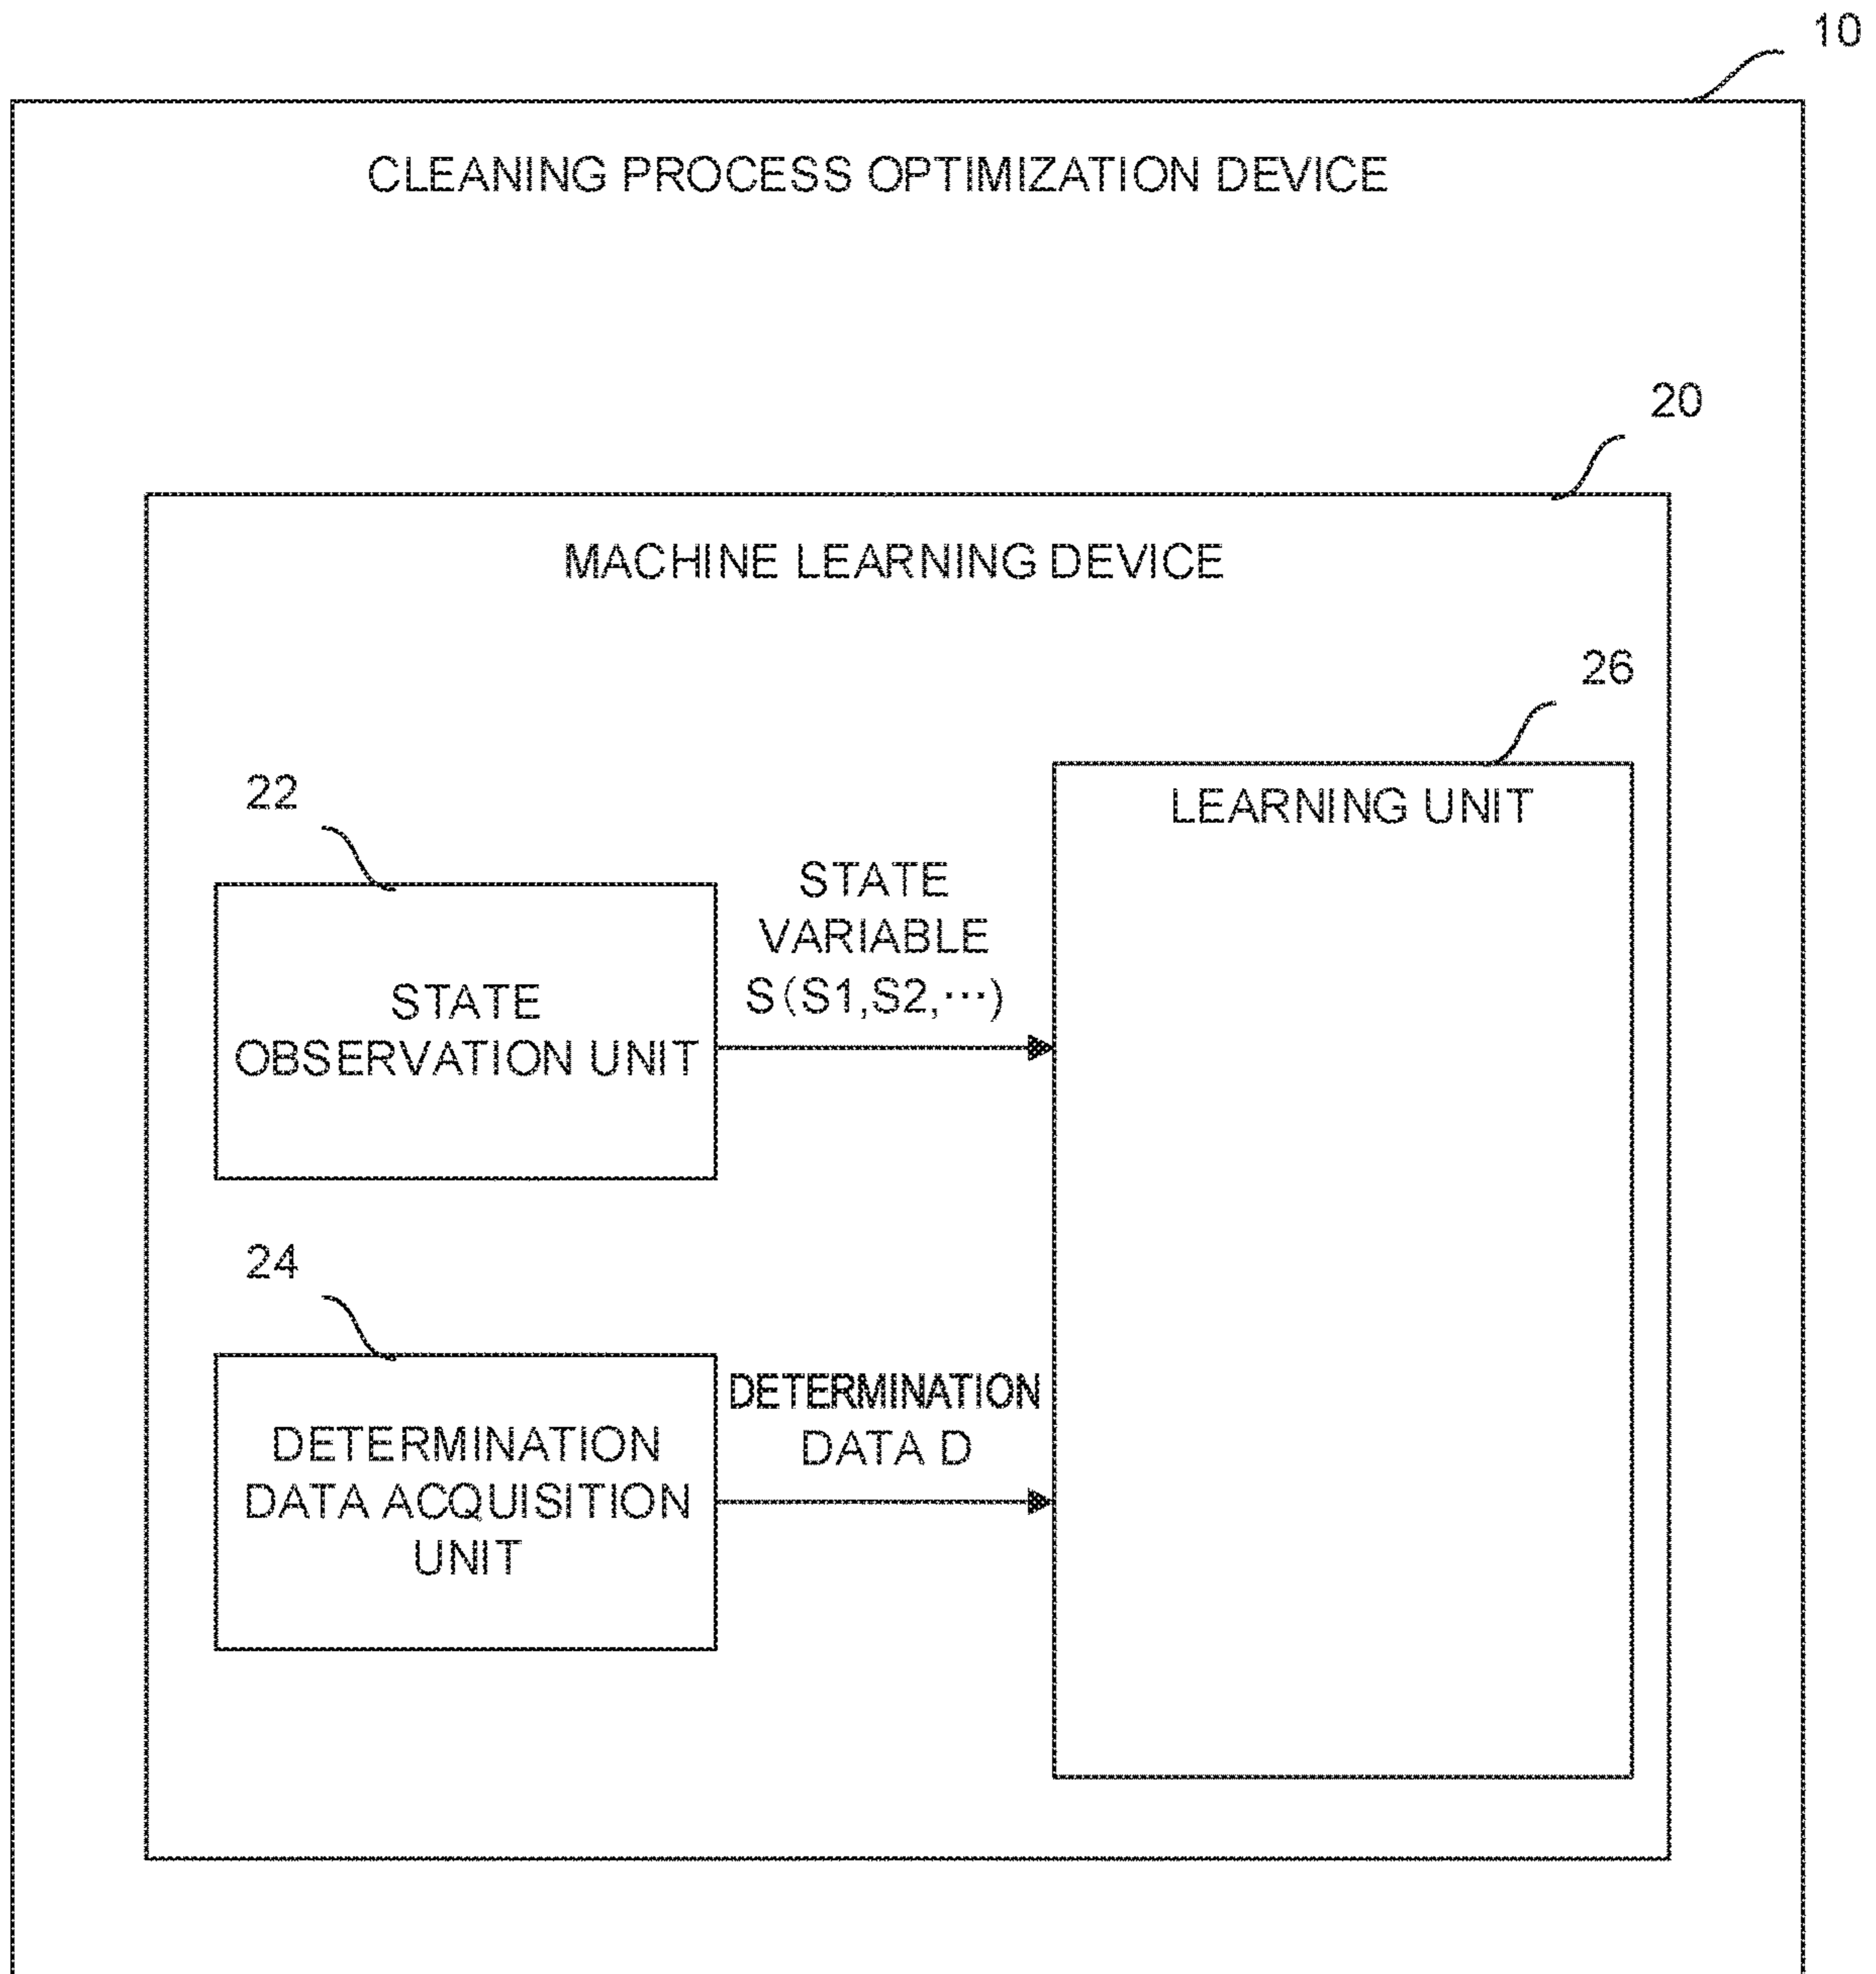 10
CLEANING PROCESS OPTIMIZATION DEVICE
20
MACHINE LEARNING DEVICE
26
LEARNING UNIT
22
STATE
OBSERVATION UNIT
STATE
VARIABLE
S(S1,S2,⋯)
24
DETERMINATION
DATA ACQUISITION
UNIT
DETERMINATION
DATA D